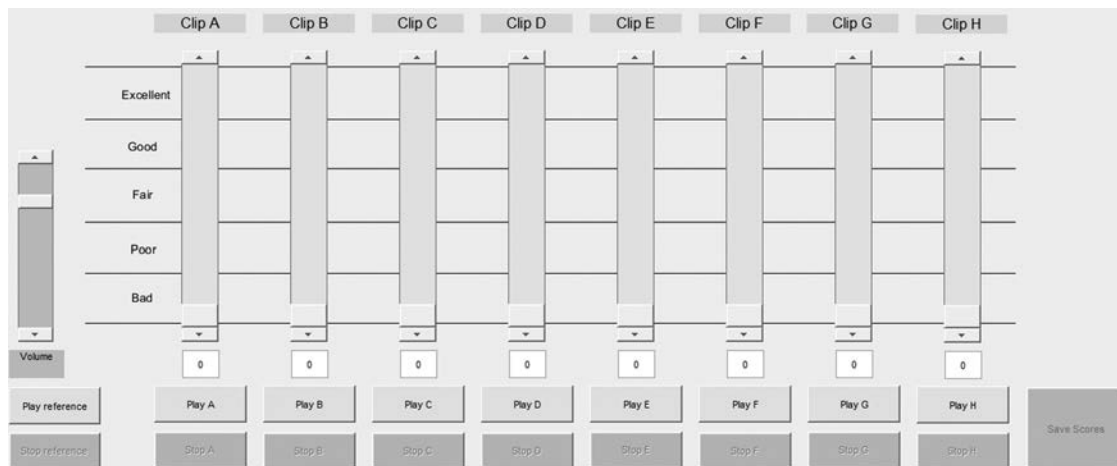 Clip A Clip B Clip C Clip D Clip E Clip F Clip G Clip H
Excellent
Good
Fair
Poor
Bad
Volume 0 0 0 0 0 0 0 0
Play reference Play A Play B Play C Play D Play E Play F Play G Play H
Save Scores
Stop reference Stop A Stop B Stop C Stop D Stop E Stop F Stop G Stop H